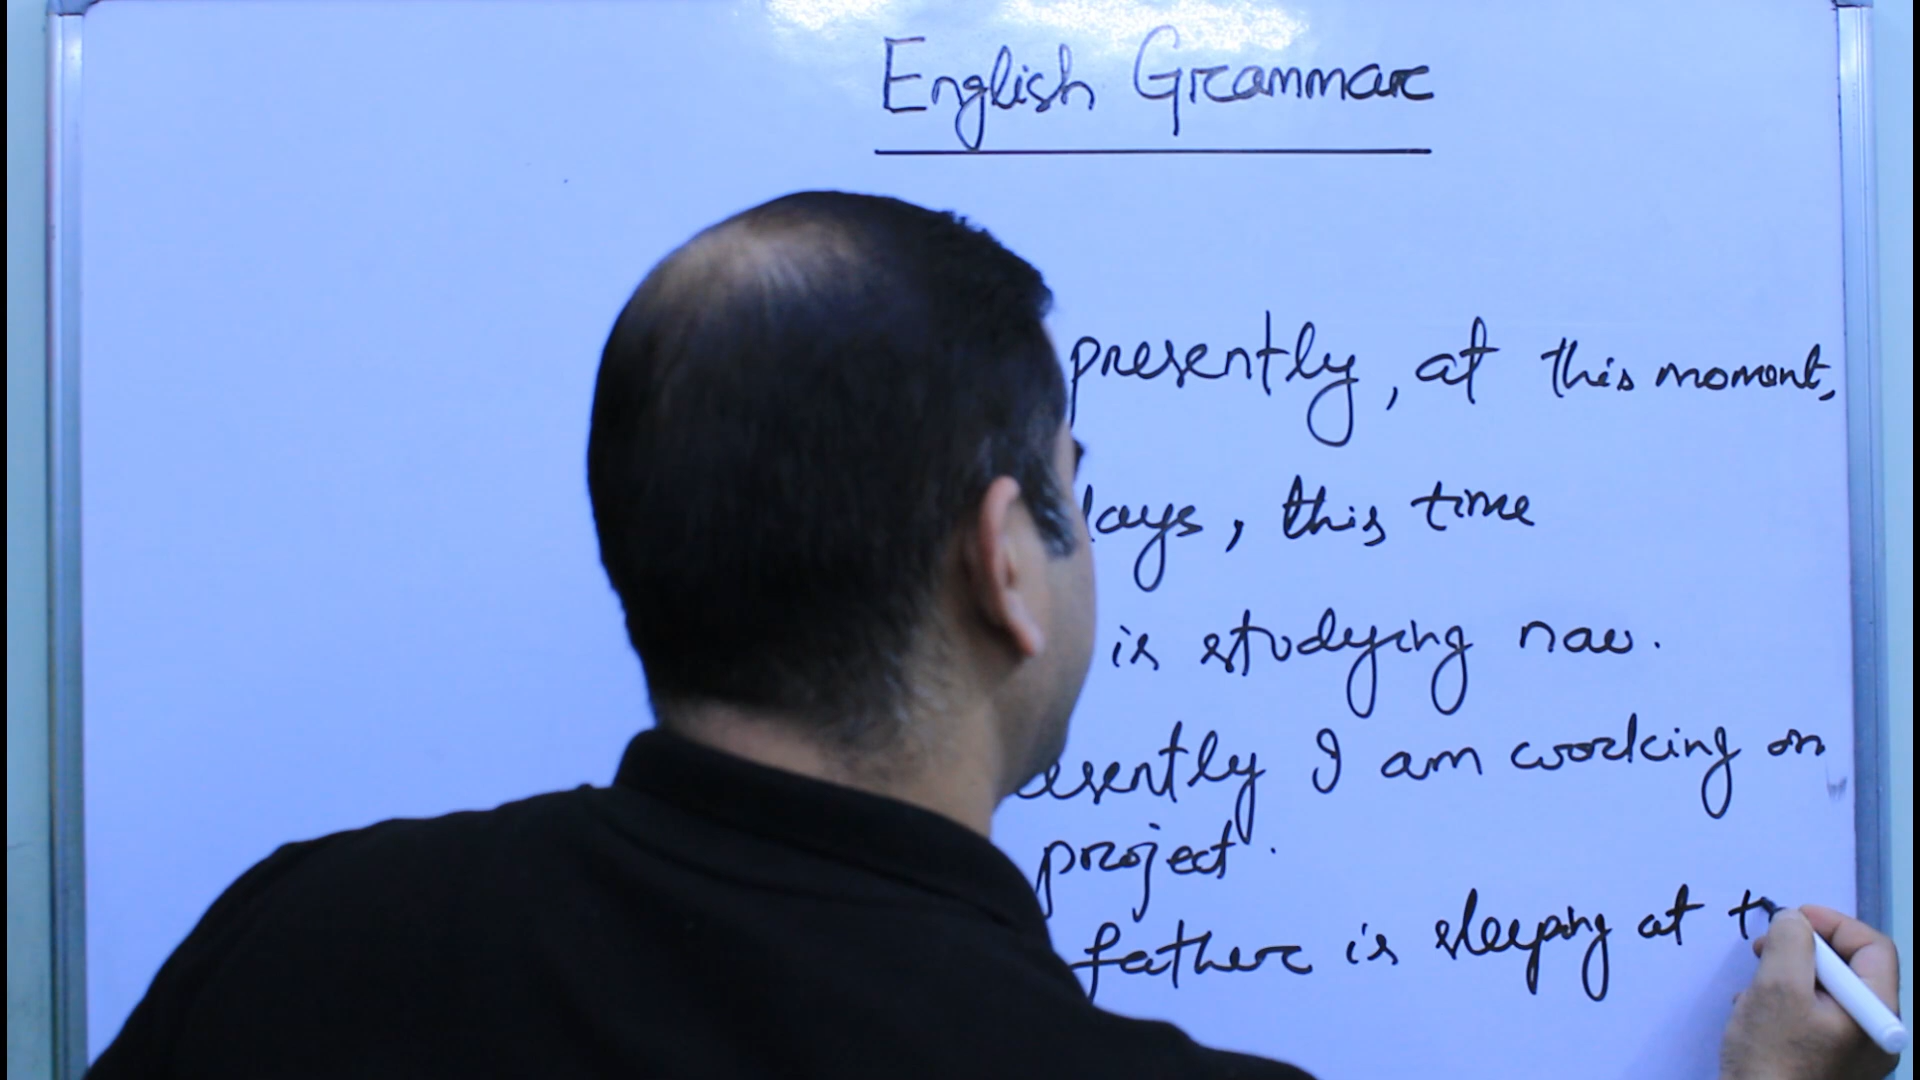 English Grammar
presently, at this moment,
days, this time
is studying now.
esently I am working on
project.
father is sleeping at t